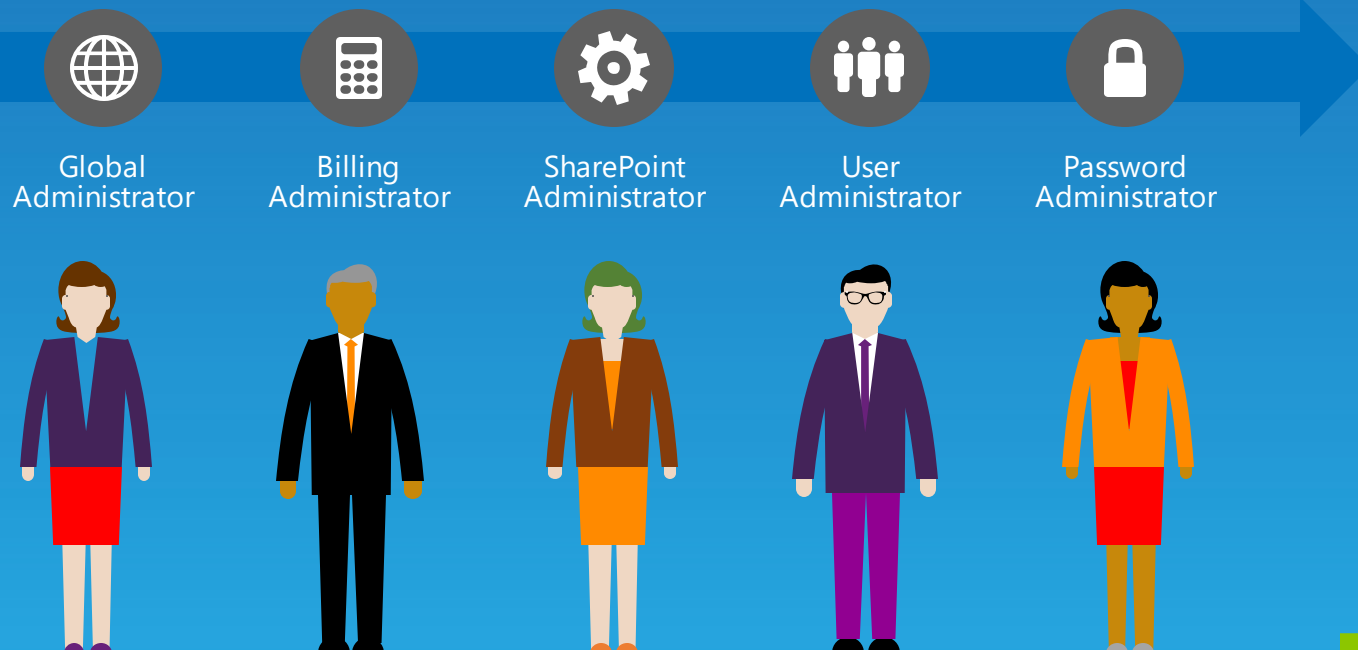 Global
Administrator
Billing
Administrator
SharePoint
Administrator
User
Administrator
Password
Administrator